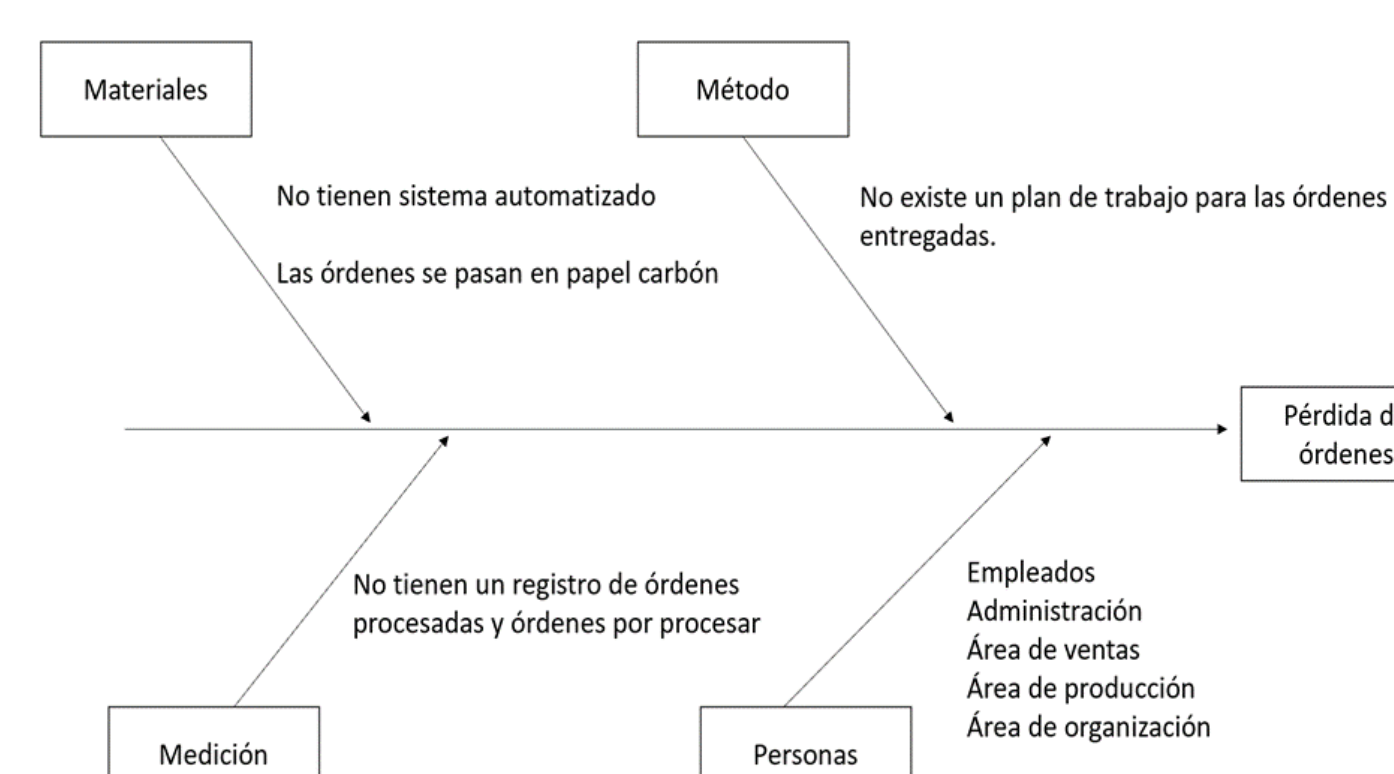 Materiales
Método
No tienen sistema automatizado
Las órdenes se pasan en papel carbón
No existe un plan de trabajo para las órdenes
entregadas.
Pérdida d
órdenes
No tienen un registro de órdenes
procesadas y órdenes por procesar
Empleados
Administración
Área de ventas
Área de producción
Área de organización
Medición
Personas